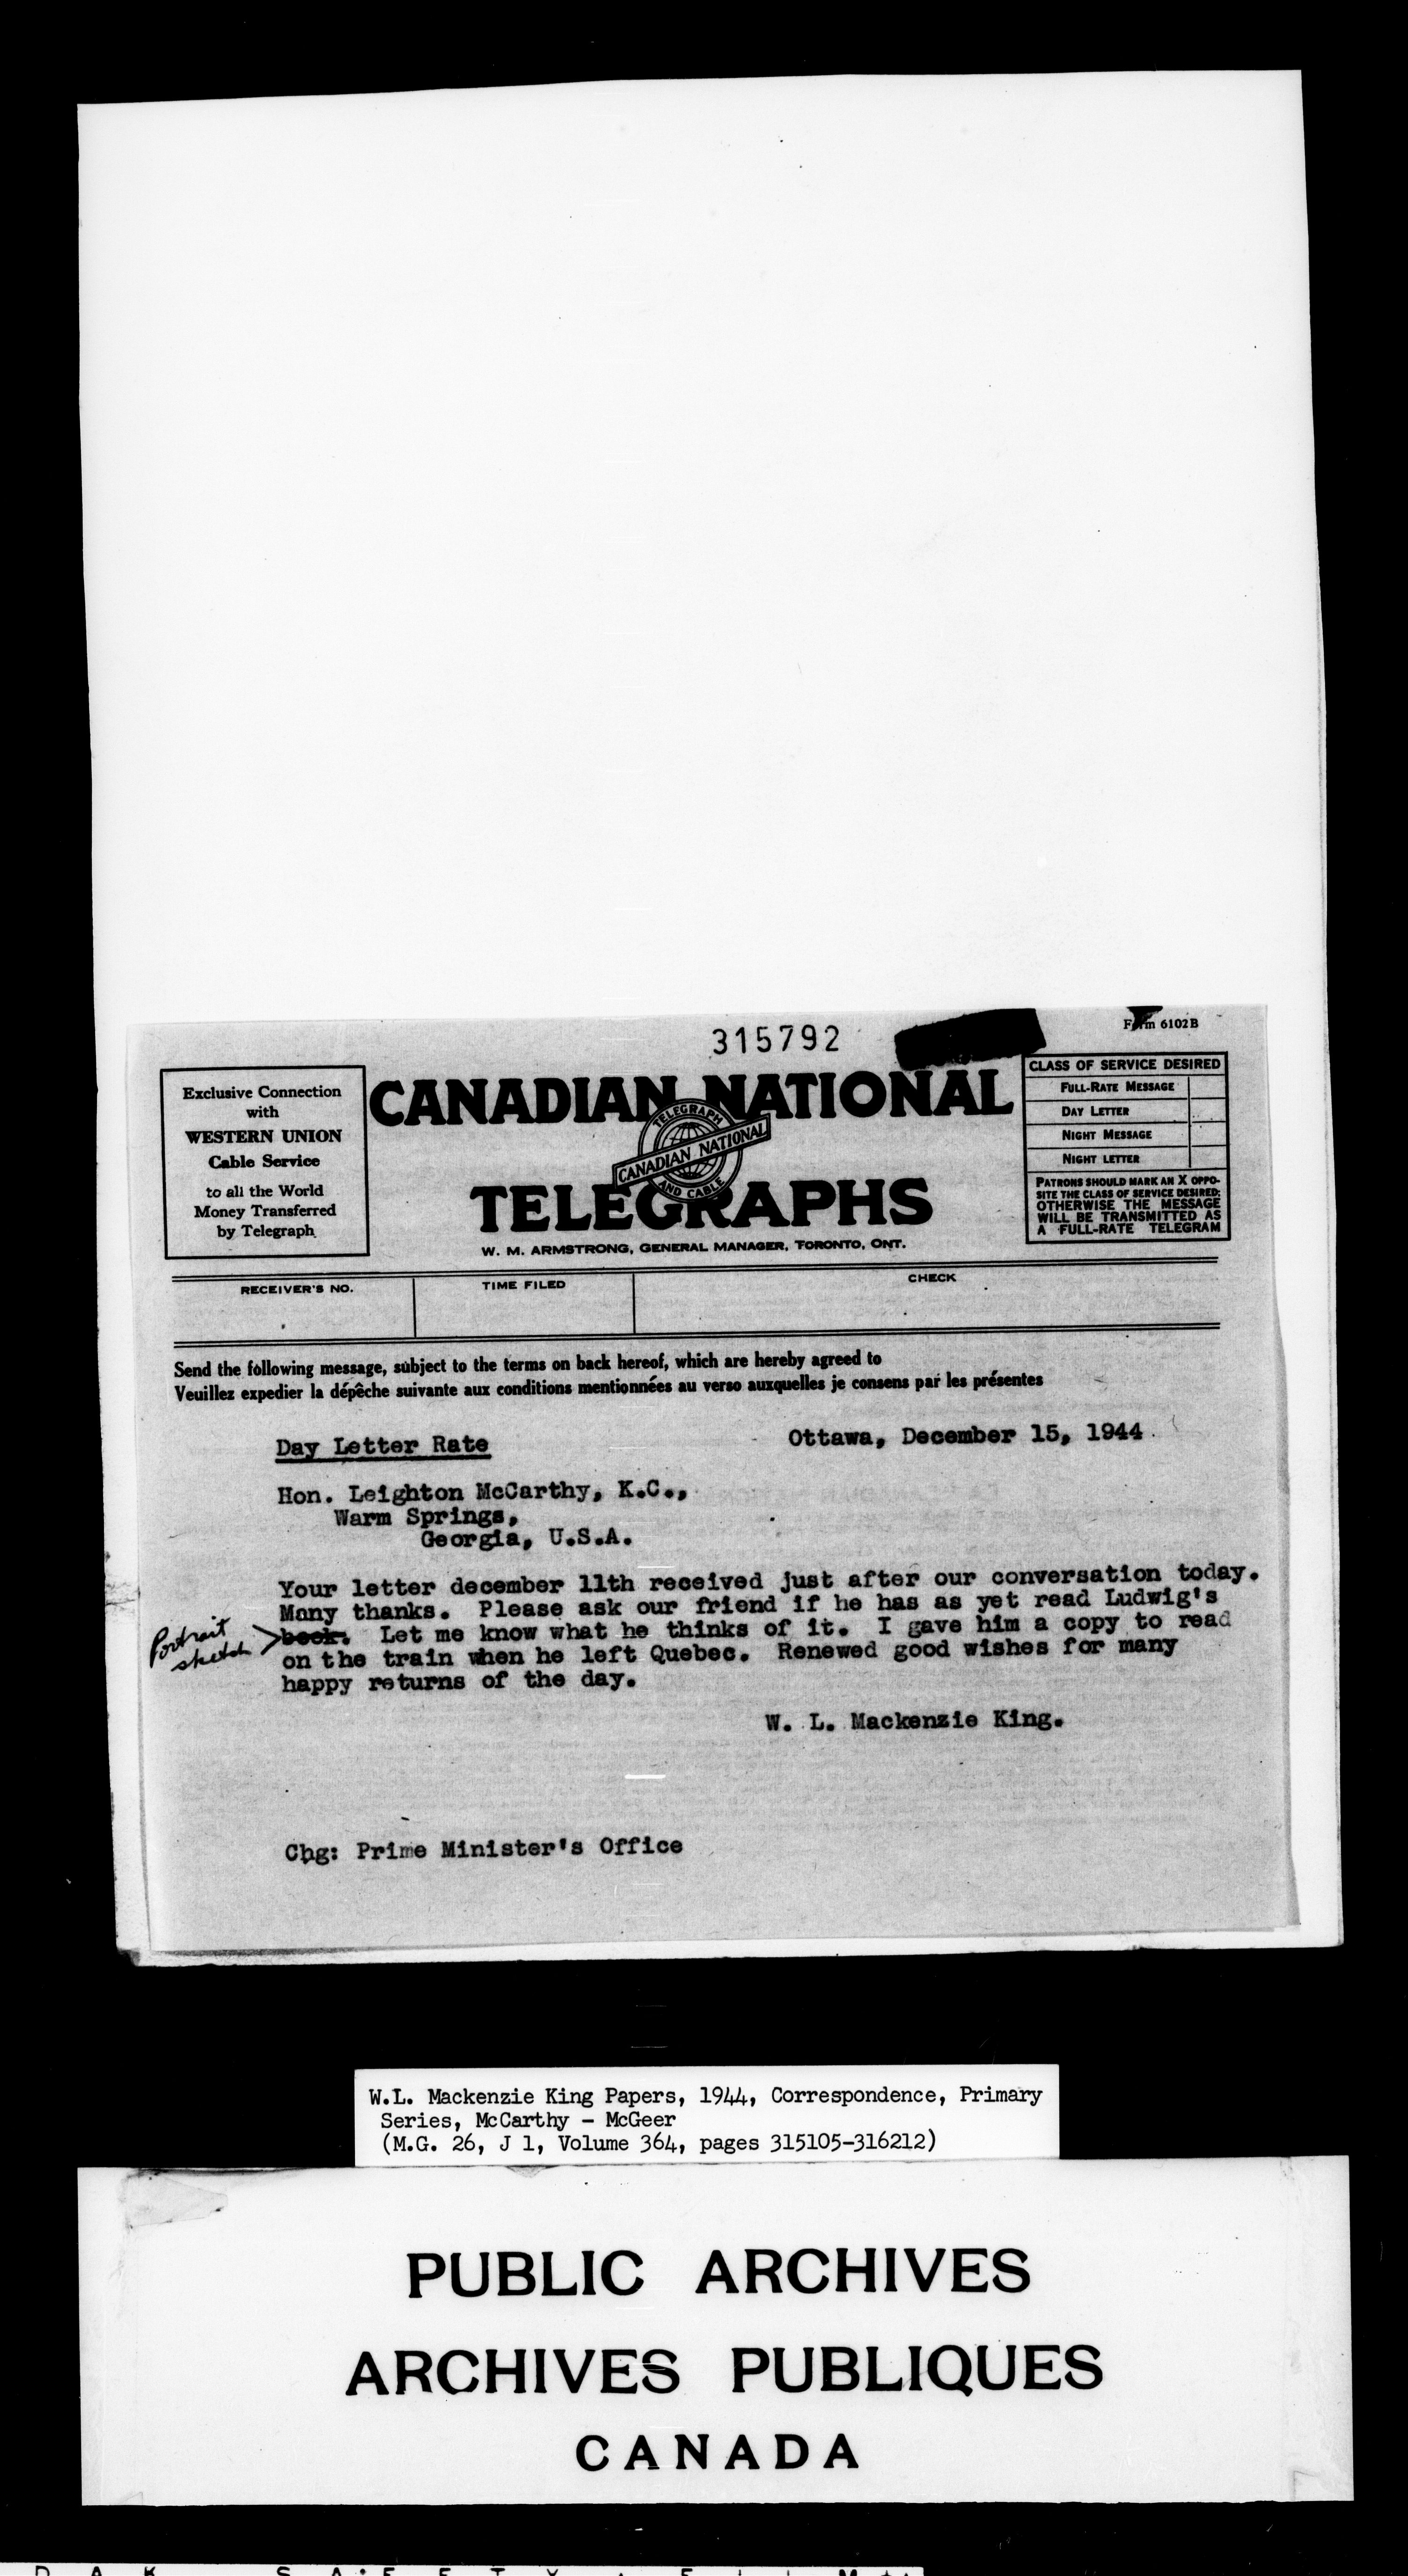 315792
Form 6102B
Exclusive Connection
with
WESTERN UNION
Cable Service
to all the World
Money Transferred
by Telegraph
CANADIAN NATIONAL
TELEGRAPH
CANADIAN NATIONAL
AND CABLE
TELEGRAPHS
W. M. ARMSTRONG, GENERAL MANAGER, TORONTO, ONT.
CLASS OF SERVICE DESIRED
FULL-RATE MESSAGE
DAY LETTER
NIGHT MESSAGE
NIGHT LETTER
PATRONS SHOULD MARK AN X OPPO-
SITE THE CLASS OF SERVICE DESIRED;
OTHERWISE THE MESSAGE
WILL BE TRANSMITTED AS
A FULL-RATE TELEGRAM
RECEIVER'S NO.
TIME FILED
CHECK
Send the following message, subject to the terms on back hereof, which are hereby agreed to
Veuillez expedier la dépêche suivante aux conditions mentionnées au verso auxquelles je consens par les présentes
Day Letter Rate
Ottawa, December 15, 1944
Hon. Leighton McCarthy, K.C.,
Warm Springs,
Georgia, U.S.A.
Your letter december 11th received just after our conversation today.
Many thanks. Please ask our friend if he has as yet read Ludwig's
Portrait
sketch
book. Let me know what he thinks of it. I gave him a copy to read
on the train when he left Quebec. Renewed good wishes for many
happy returns of the day.
W. L. Mackenzie King.
Chg: Prime Minister's Office
W.L. Mackenzie King Papers, 1944, Correspondence, Primary
Series, McCarthy - McGeer
(M.G. 26, J 1, Volume 364, pages 315105-316212)
PUBLIC ARCHIVES
ARCHIVES PUBLIQUES
CANADA